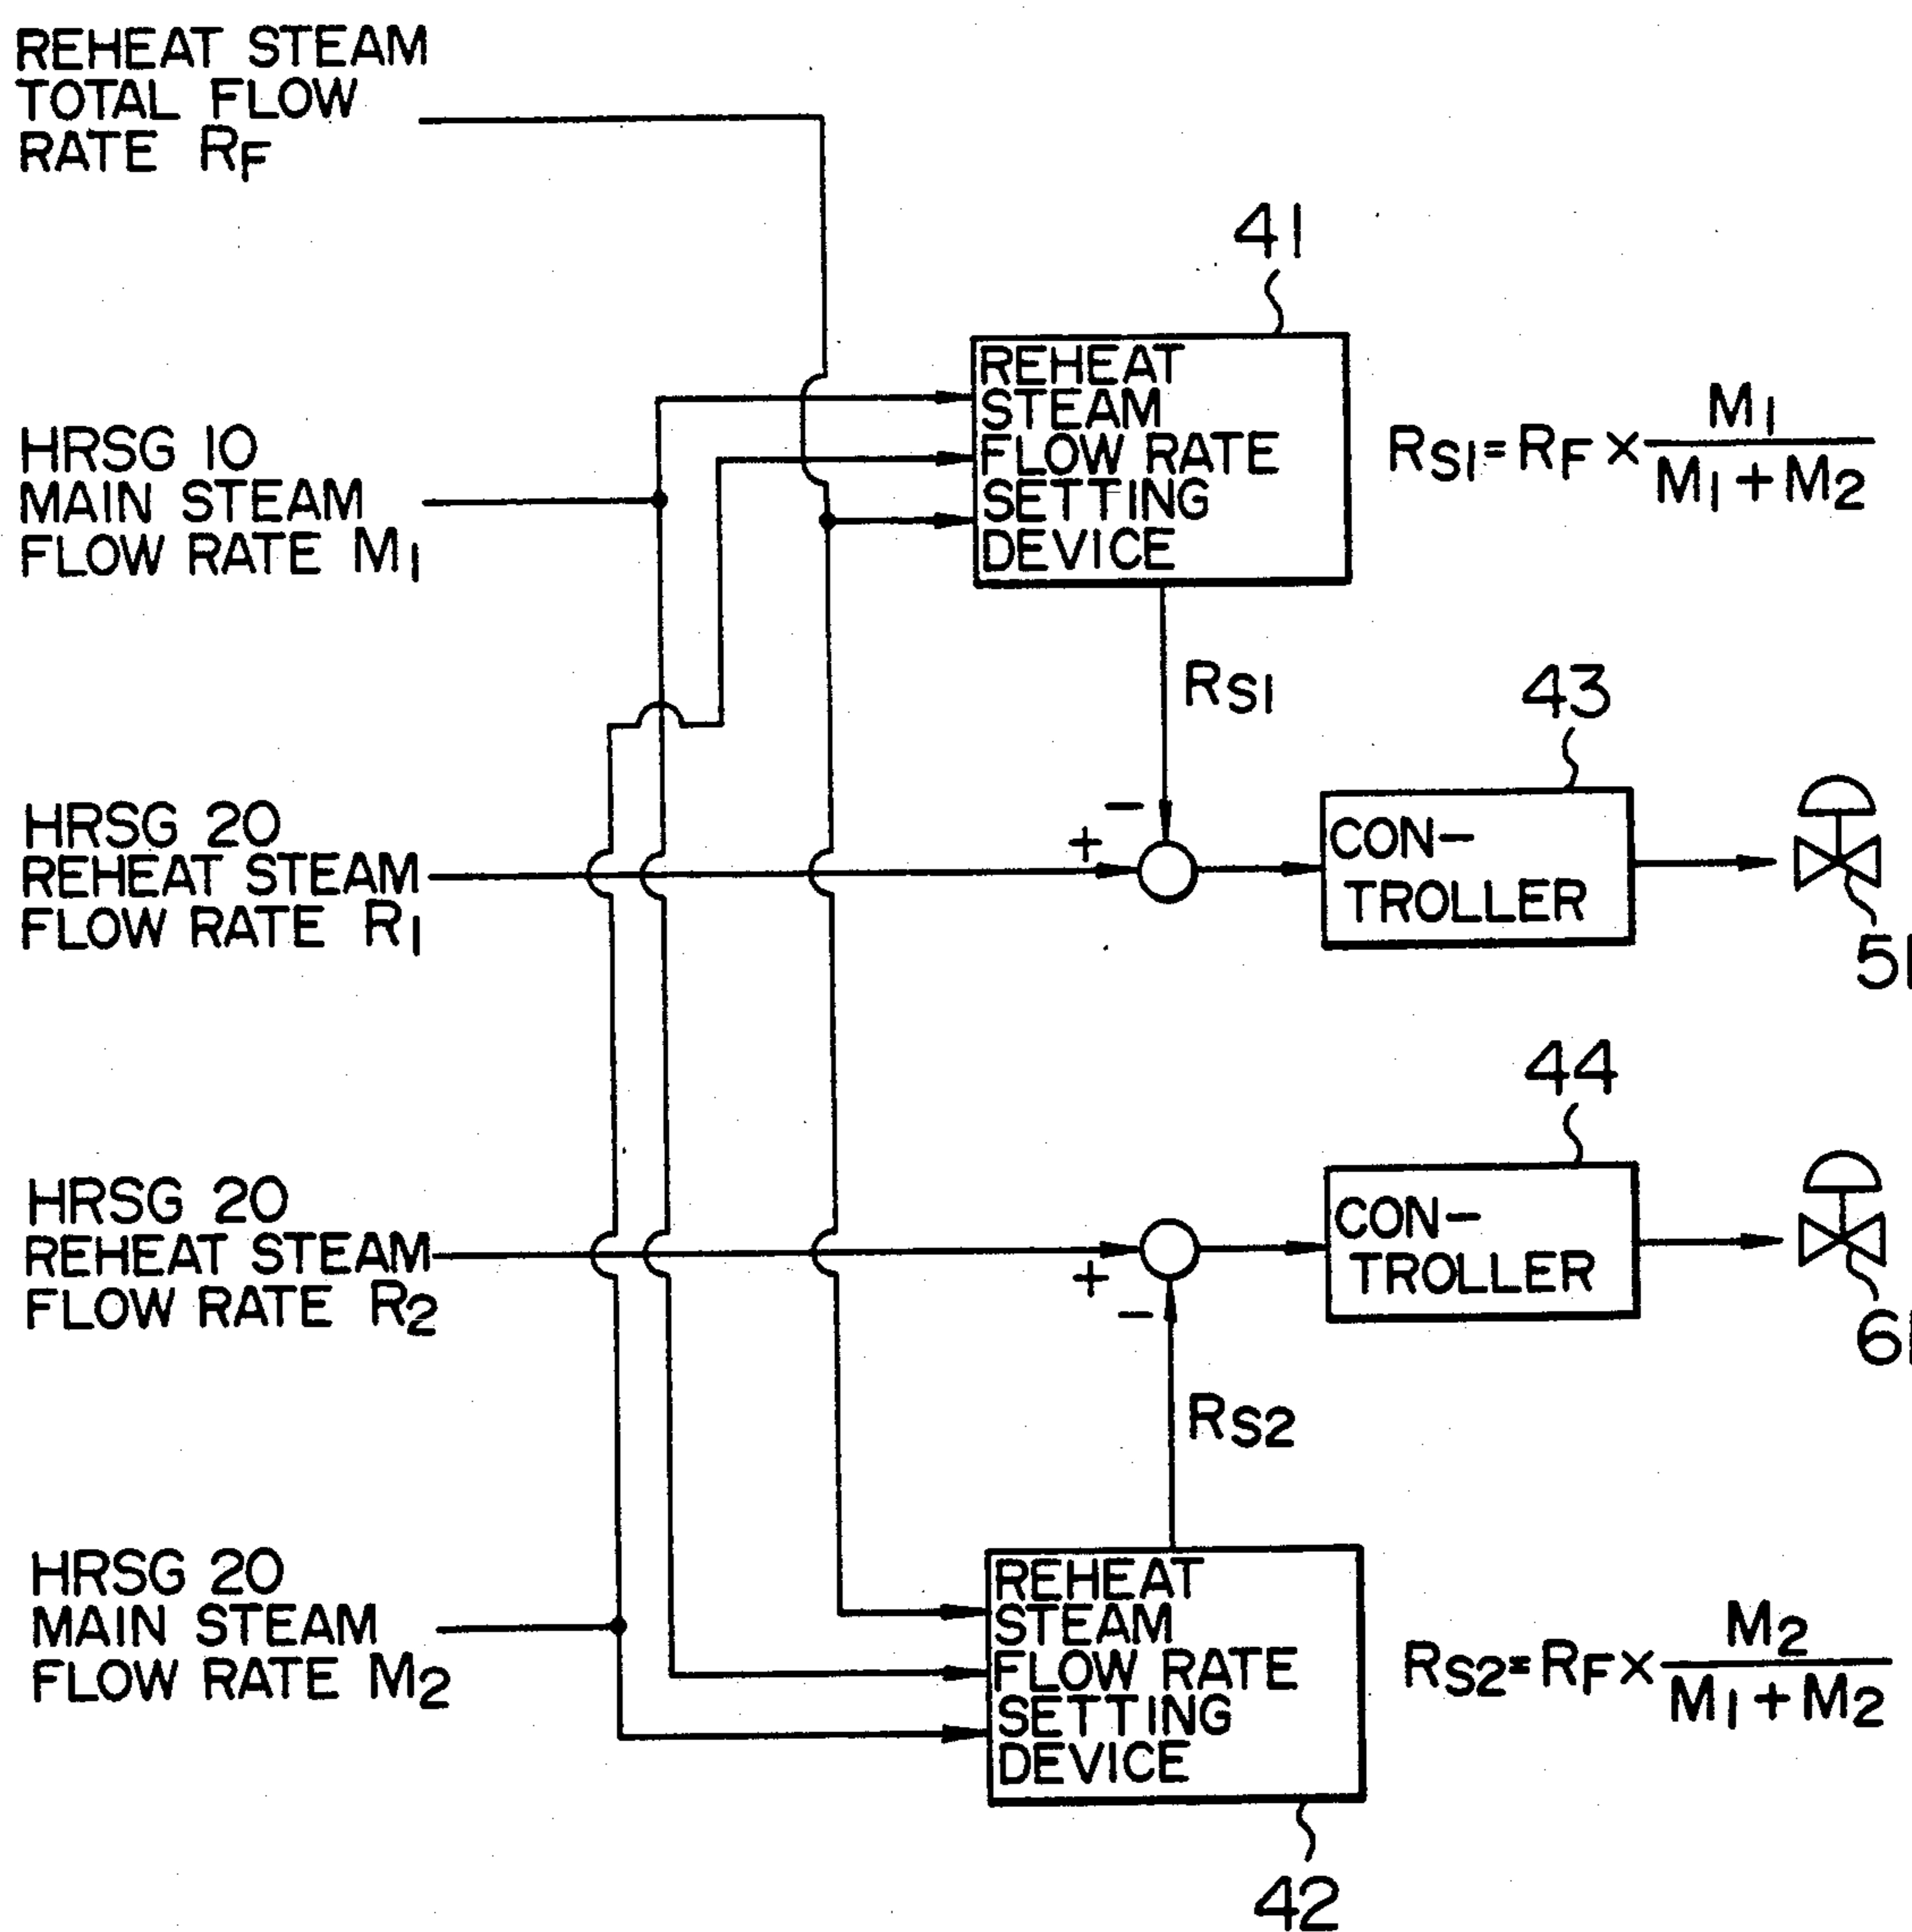 REHEAT STEAM
TOTAL FLOW
RATE RF
41
HRSG 10
MAIN STEAM
FLOW RATE M1
REHEAT
STEAM
FLOW RATE
SETTING
DEVICE
RS1=RF×M1/M1+M2
RS1
43
HRSG 20
REHEAT STEAM
FLOW RATE R1
−
+
CON-
TROLLER
51
44
HRSG 20
REHEAT STEAM
FLOW RATE R2
+
−
CON-
TROLLER
61
RS2
HRSG 20
MAIN STEAM
FLOW RATE M2
REHEAT
STEAM
FLOW RATE
SETTING
DEVICE
RS2=RF×M2/M1+M2
42